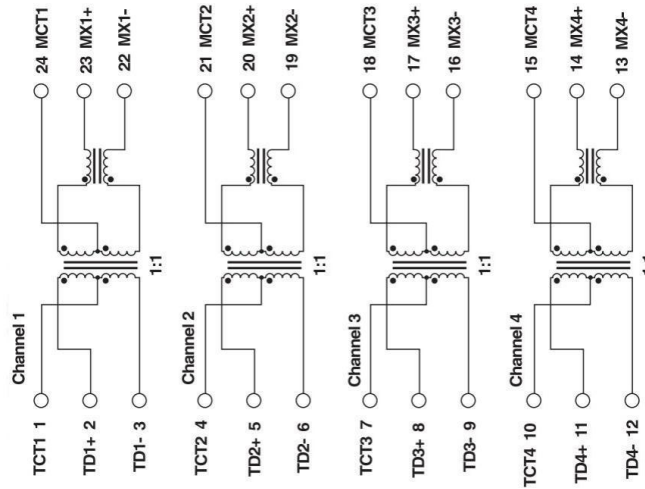 24 MCT1
23 MX1+
22 MX1-
21 MCT2
20 MX2+
19 MX2-
18 MCT3
17 MX3+
16 MX3-
15 MCT4
14 MX4+
13 MX4-
1:1
1:1
1:1
1:1
Channel 1
Channel 2
Channel 3
Channel 4
TCT1 1
TD1+ 2
TD1- 3
TCT2 4
TD2+ 5
TD2- 6
TCT3 7
TD3+ 8
TD3- 9
TCT4 10
TD4+ 11
TD4- 12